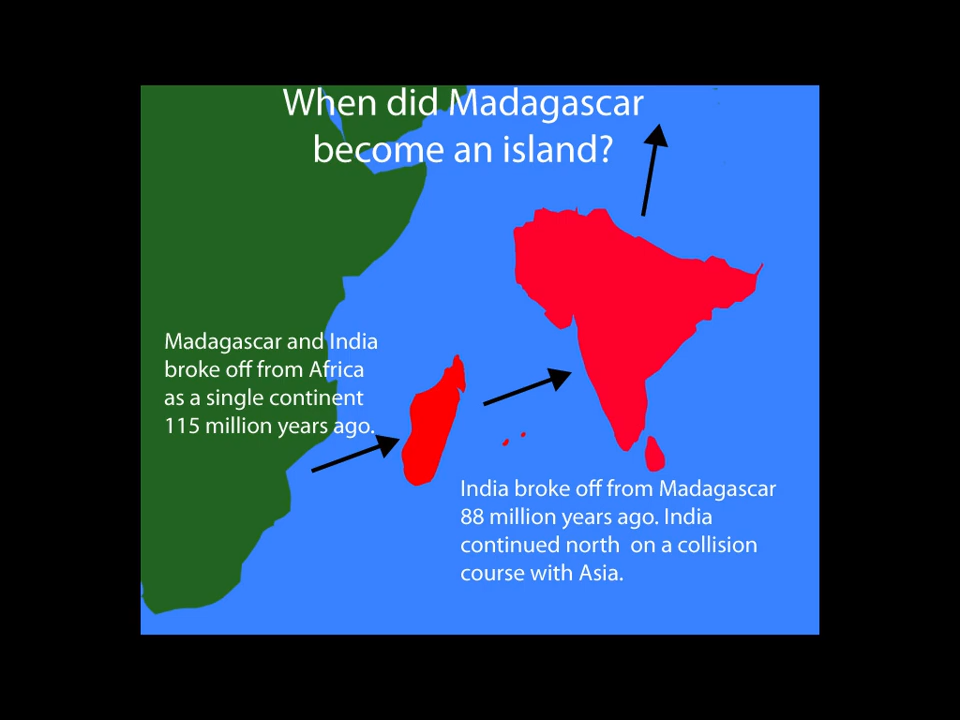 When did Madagascar
become an island?
Madagascar and India
broke off from Africa
as a single continent
115 million years ago.
India broke off from Madagascar
88 million years ago. India
continued north  on a collision
course with Asia.